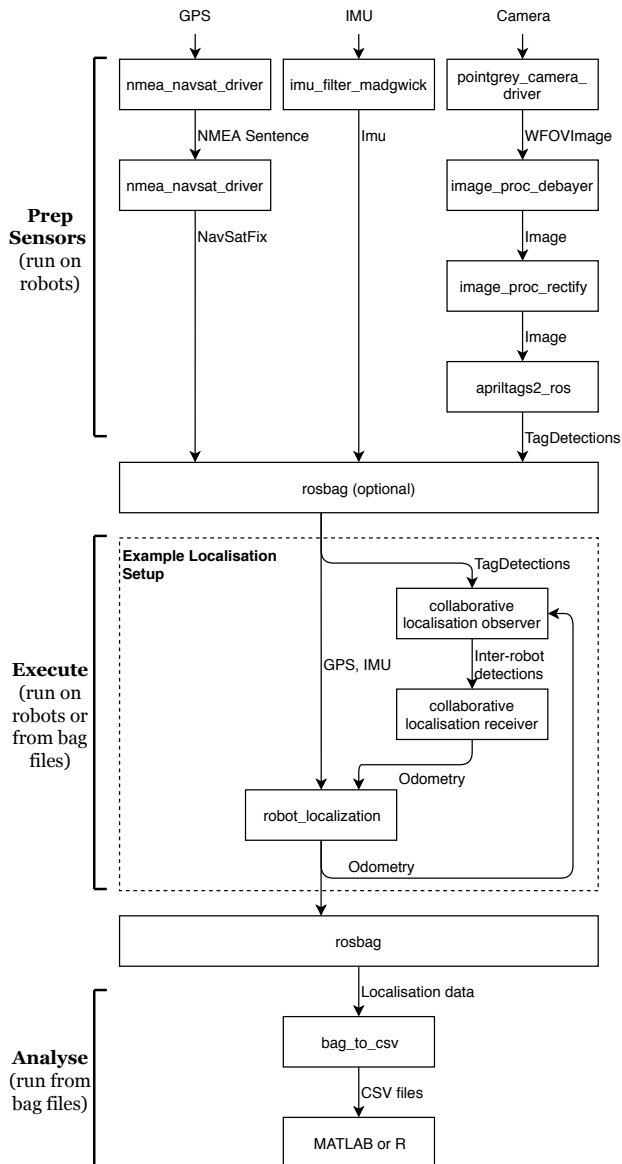 GPS
IMU
Camera
nmea_navsat_driver
imu_filter_madgwick
pointgrey_camera_
driver
NMEA Sentence
Imu
WFOVImage
nmea_navsat_driver
image_proc_debayer
Prep
Sensors
(run on
robots)
NavSatFix
Image
image_proc_rectify
Image
apriltags2_ros
TagDetections
rosbag (optional)
Example Localisation
Setup
TagDetections
collaborative
localisation observer
Execute
(run on
robots or
from bag
files)
GPS, IMU
Inter-robot
detections
collaborative
localisation receiver
Odometry
robot_localization
Odometry
rosbag
Localisation data
Analyse
(run from
bag files)
bag_to_csv
CSV files
MATLAB or R